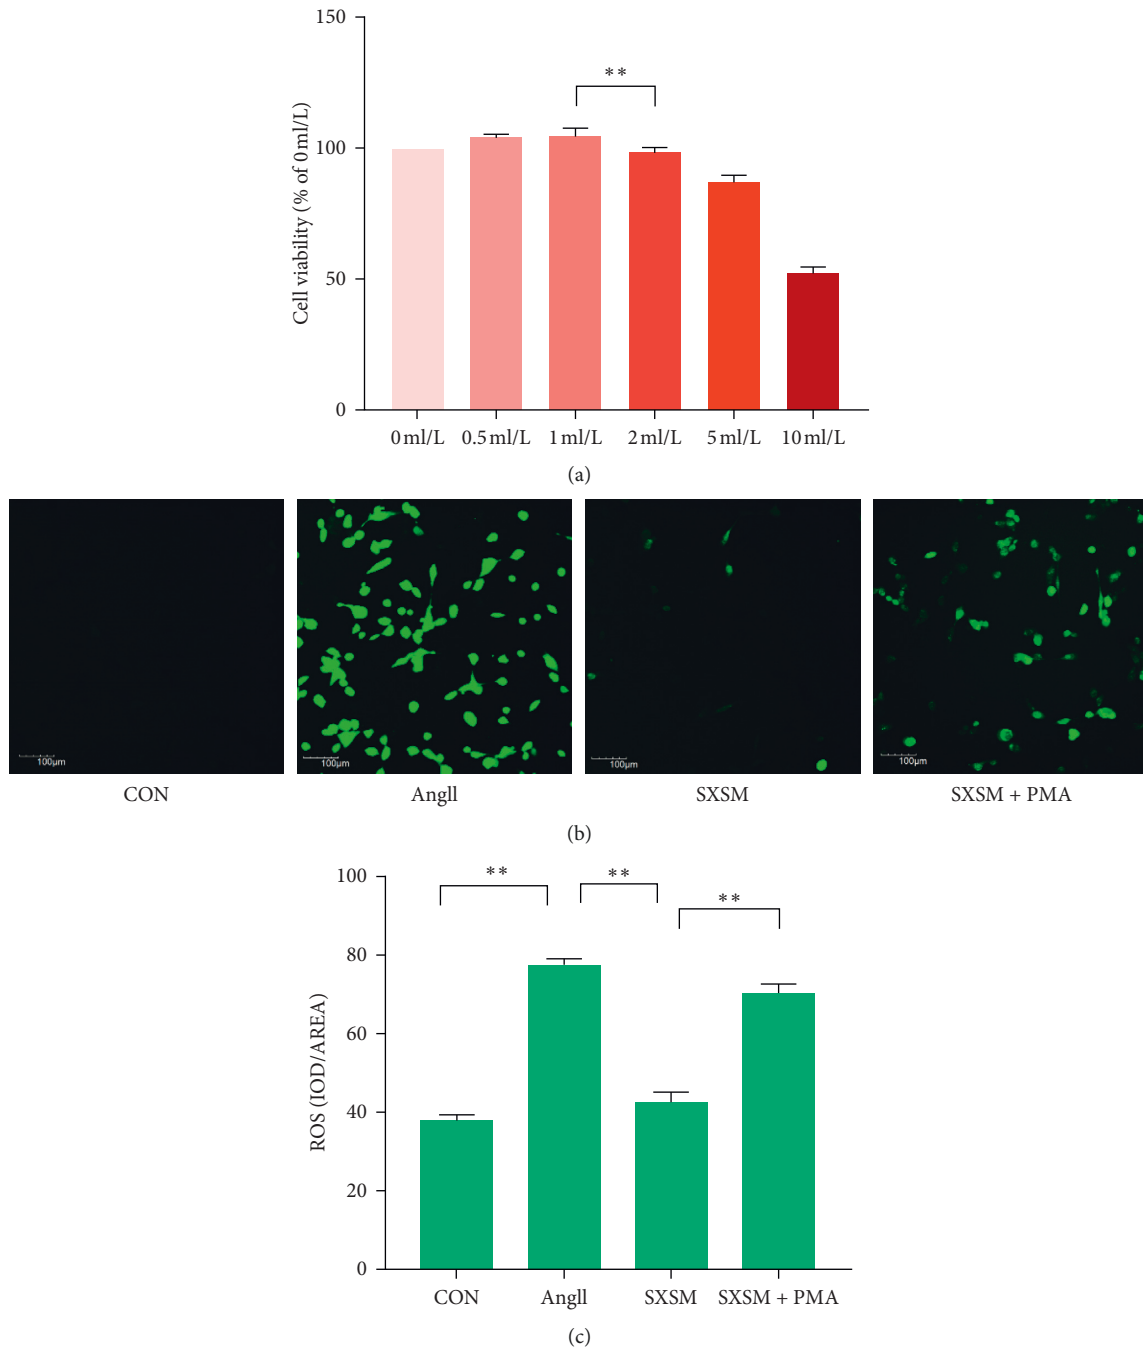 150
100
50
0
Cell viability (% of 0 ml/L)
**
0 ml/L 0.5 ml/L 1 ml/L 2 ml/L 5 ml/L 10 ml/L
(a)
100μm 100μm 100μm 100μm
CON Angll SXSM SXSM + PMA
(b)
100
80
60
40
20
0
ROS (IOD/AREA)
** ** **
CON Angll SXSM SXSM + PMA
(c)